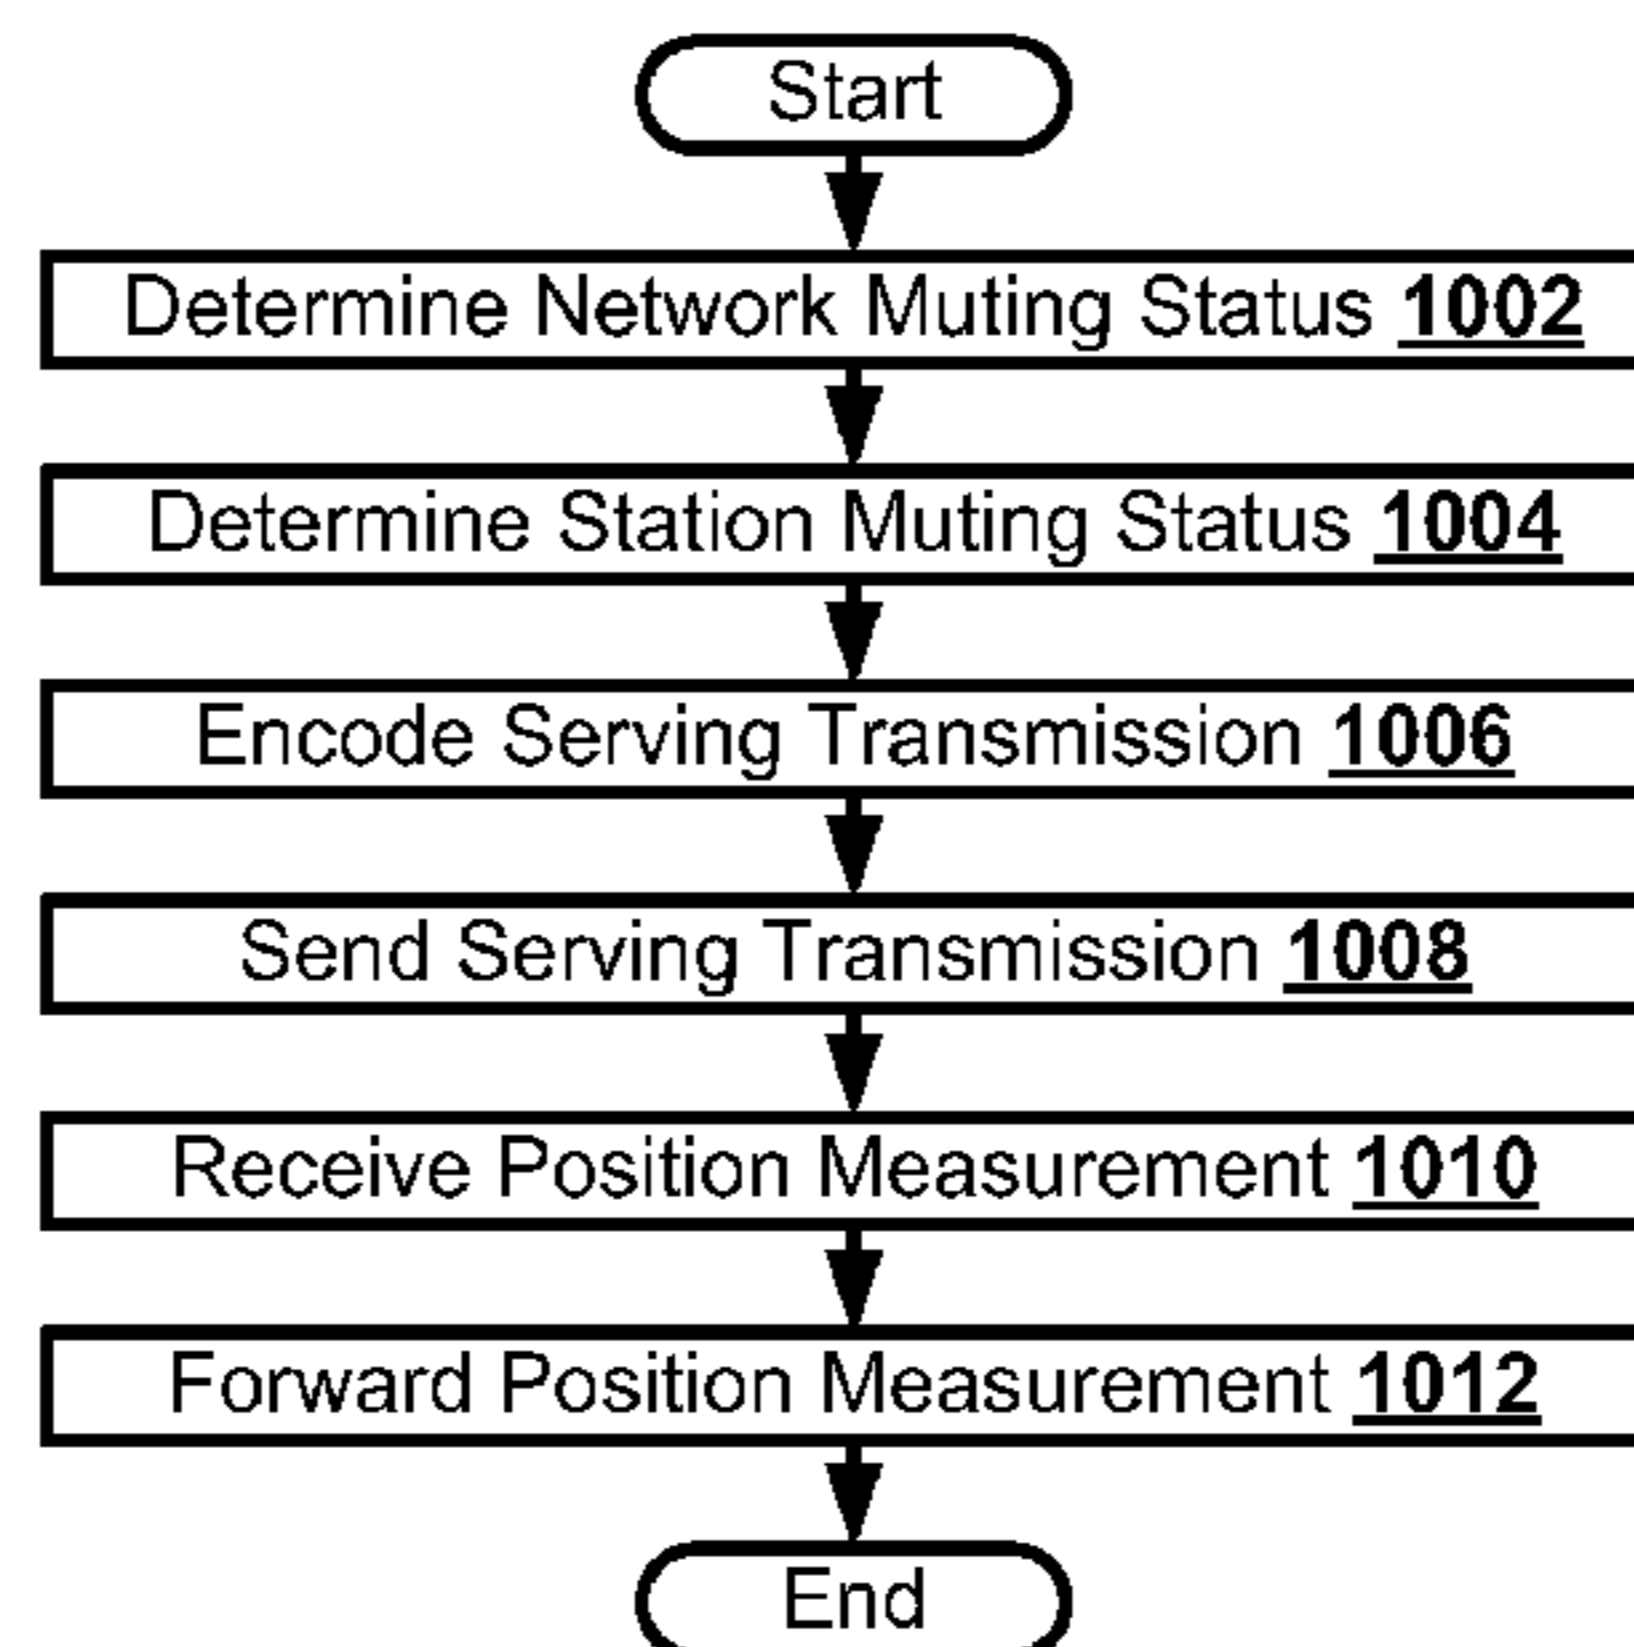 Start
Determine Network Muting Status 1002
Determine Station Muting Status 1004
Encode Serving Transmission 1006
Send Serving Transmission 1008
Receive Position Measurement 1010
Forward Position Measurement 1012
End